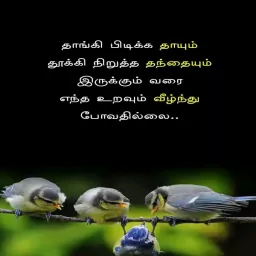 தாங்கி பிடிக்க தாயும்
தூக்கி நிறுத்த தந்தையும்
இருக்கும் வரை
எந்த உறவும் வீழ்ந்து
போவதில்லை..